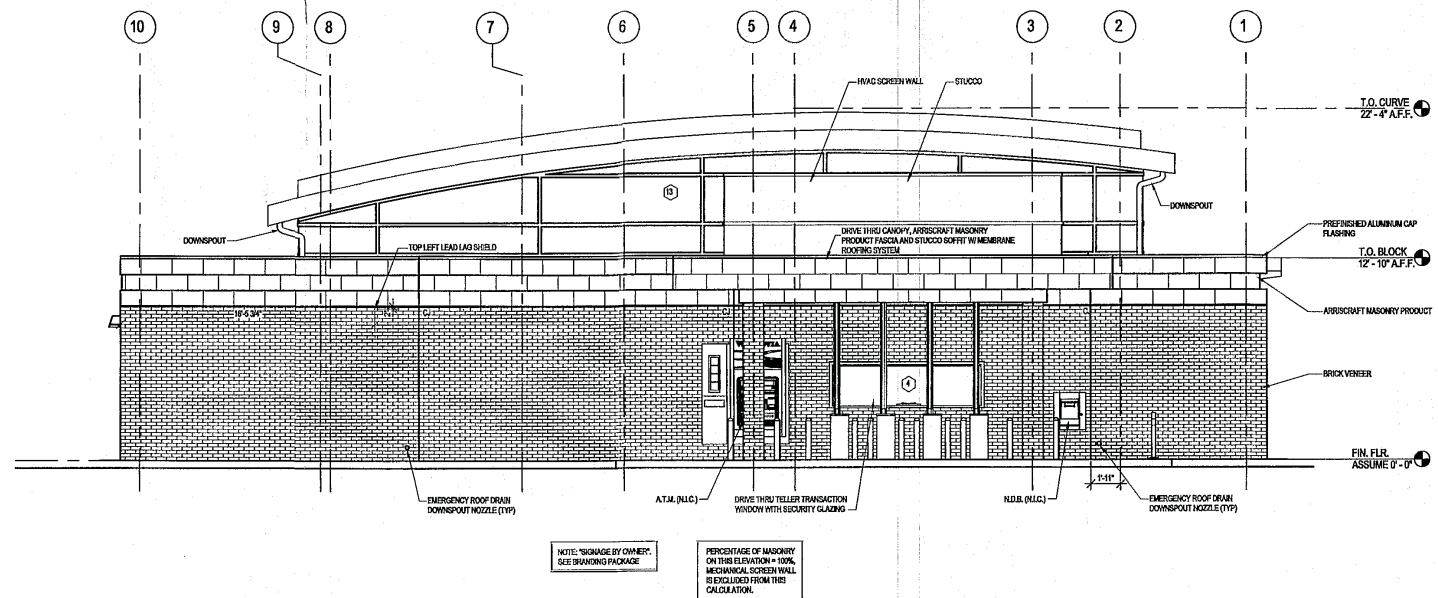 10
9
8
7
6
5
4
3
2
1
HVAC SCREEN WALL
STUCCO
T.O. CURVE
22' - 4" A.F.F.
13
DOWNSPOUT
DOWNSPOUT
TOP LEFT LEAD LAG SHIELD
DRIVE THRU CANOPY, ARRISCRAFT MASONRY
PRODUCT FASCIA AND STUCCO SOFFIT W/ MEMBRANE
ROOFING SYSTEM
PREFINISHED ALUMINUM CAP
FLASHING
T.O. BLOCK
12' - 10" A.F.F.
ARRISCRAFT MASONRY PRODUCT
CJ
CJ
CJ
4
BRICK VENEER
FIN. FLR.
ASSUME 0' - 0"
1'-11"
EMERGENCY ROOF DRAIN
DOWNSPOUT NOZZLE (TYP)
A.T.M. (N.I.C.)
DRIVE THRU TELLER TRANSACTION
WINDOW WITH SECURITY GLAZING
N.D.B. (N.I.C.)
EMERGENCY ROOF DRAIN
DOWNSPOUT NOZZLE (TYP)
NOTE: "SIGNAGE BY OWNER".
SEE BRANDING PACKAGE
PERCENTAGE OF MASONRY
ON THIS ELEVATION = 100%,
MECHANICAL SCREEN WALL
IS EXCLUDED FROM THIS
CALCULATION.